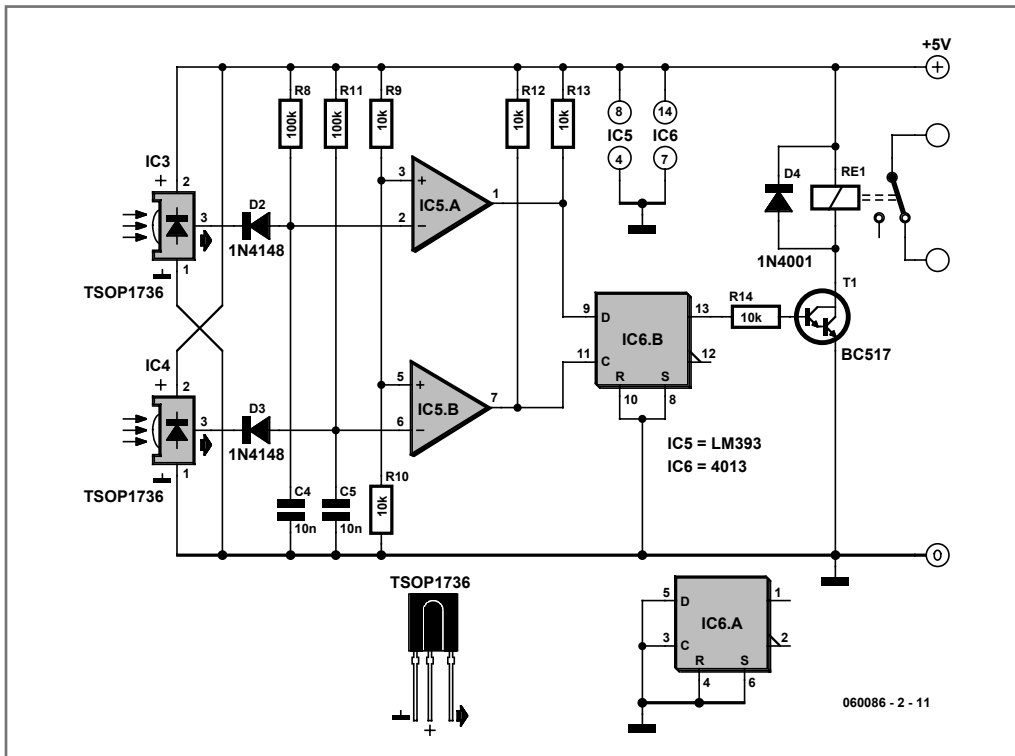 +5V
+
R8
R11
R9
R12
R13
100k
100k
10k
10k
10k
8
14
IC5
IC6
4
7
IC3
+
2
3
1
TSOP1736
D2
1N4148
3
+
2
−
IC5.A
1
D4
RE1
1N4001
T1
BC517
R14
10k
9
D
11
C
IC6.B
13
12
R
S
10
8
IC4
+
2
3
1
TSOP1736
D3
1N4148
5
+
6
−
IC5.B
7
IC5 = LM393
IC6 = 4013
C4
10n
C5
10n
R10
10k
0
TSOP1736
+
5
D
3
C
IC6.A
1
2
R
S
4
6
060086 - 2 - 11